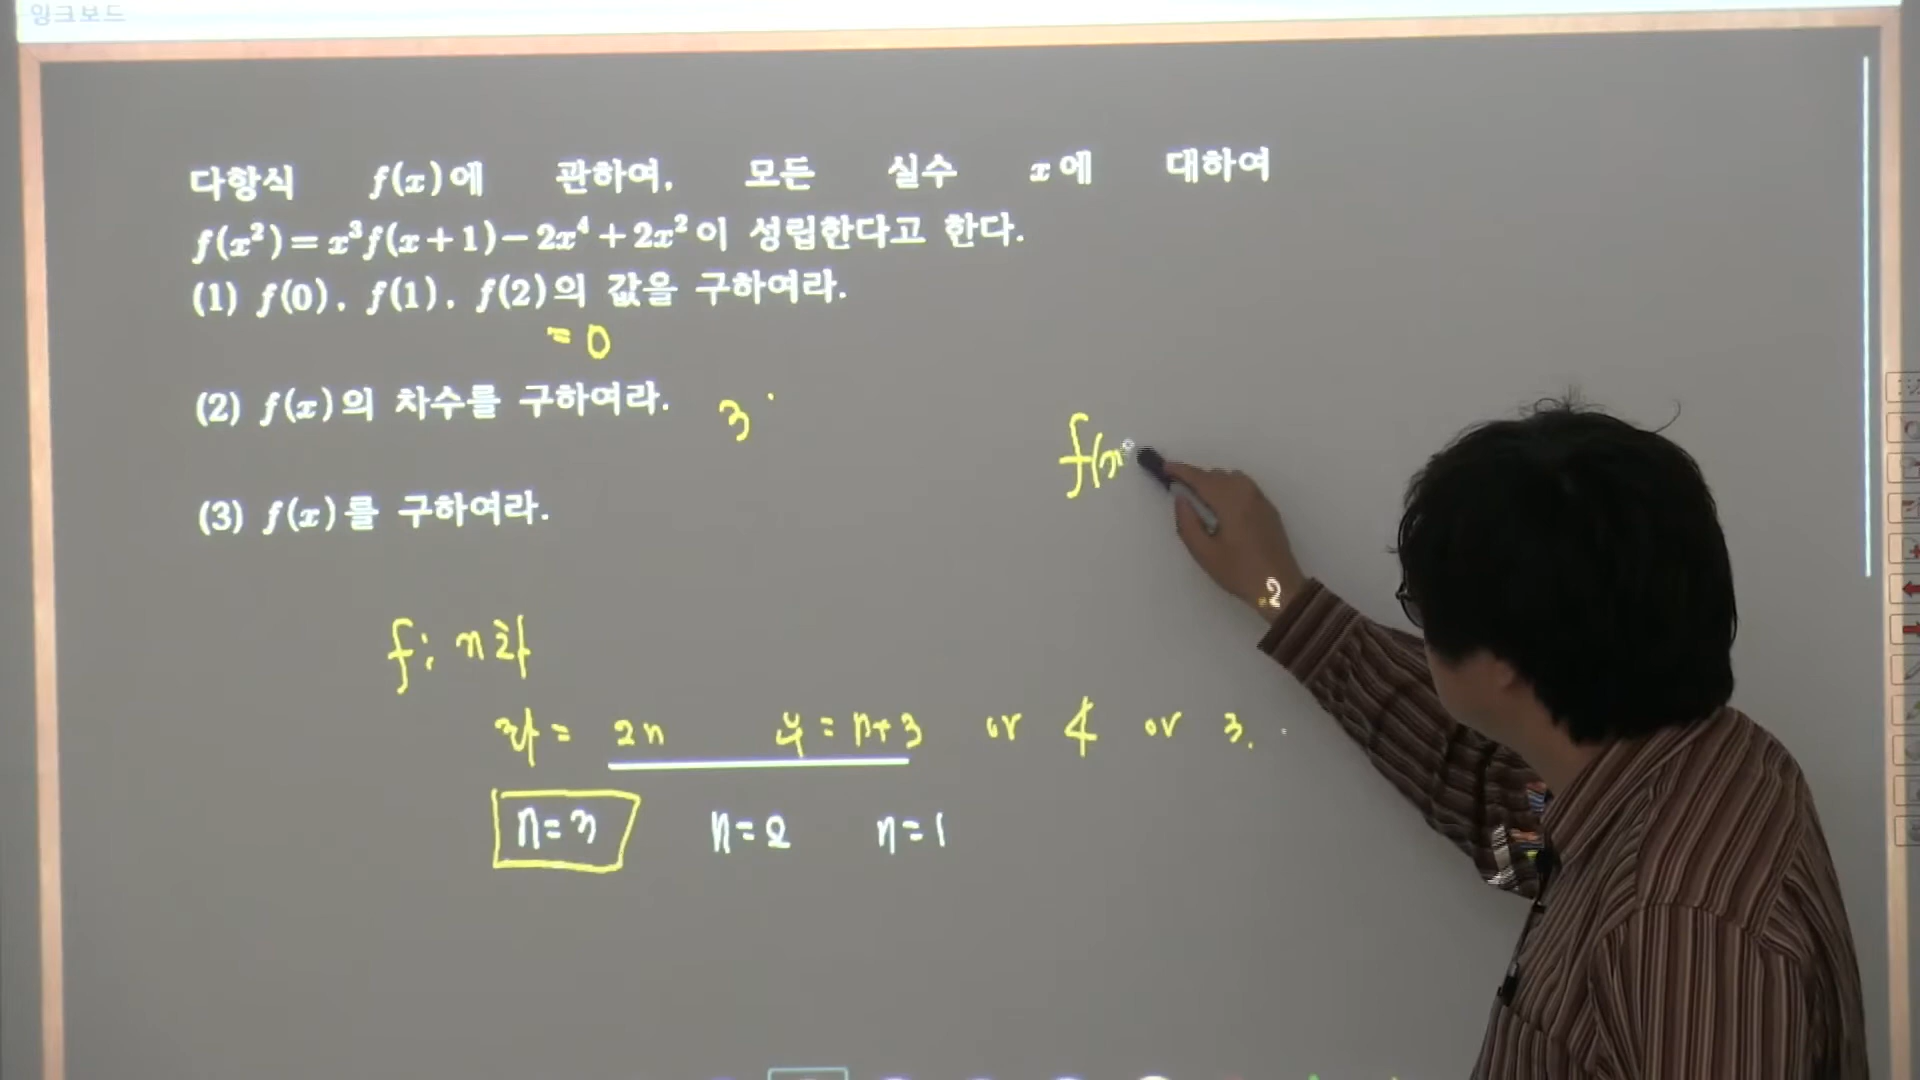 잉크보드
다항식 f(x)에 관하여, 모든 실수 x에 대하여
f(x²)=x³f(x+1)−2x⁴+2x²이 성립한다고 한다.
(1) f(0), f(1), f(2)의 값을 구하여라.
= 0
(2) f(x)의 차수를 구하여라. 3
f(x
(3) f(x)를 구하여라.
f: n차
좌 = 2n 우 = n+3 or 4 or 3.
n=3 n=2 n=1